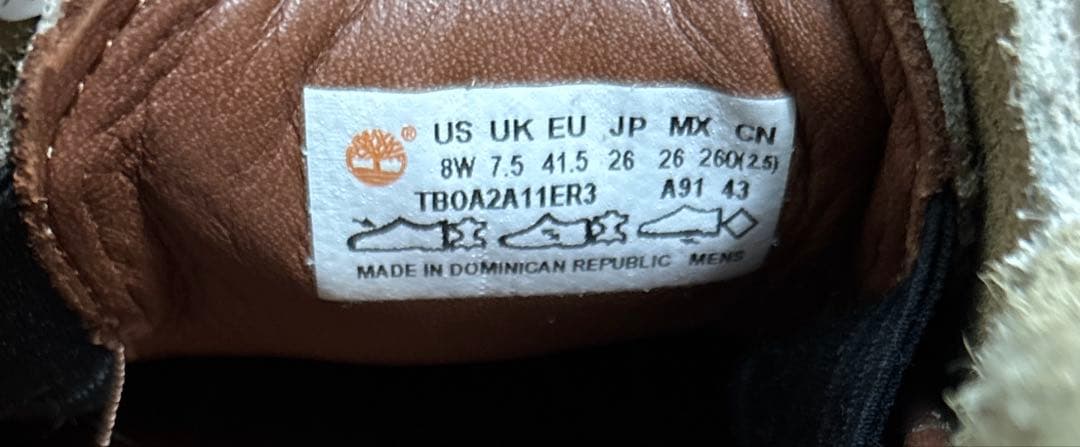 ® US UK EU JP MX CN
8W 7.5 41.5 26 26 260(2.5)
TB0A2A11ER3 A91 43
MADE IN DOMINICAN REPUBLIC MENS